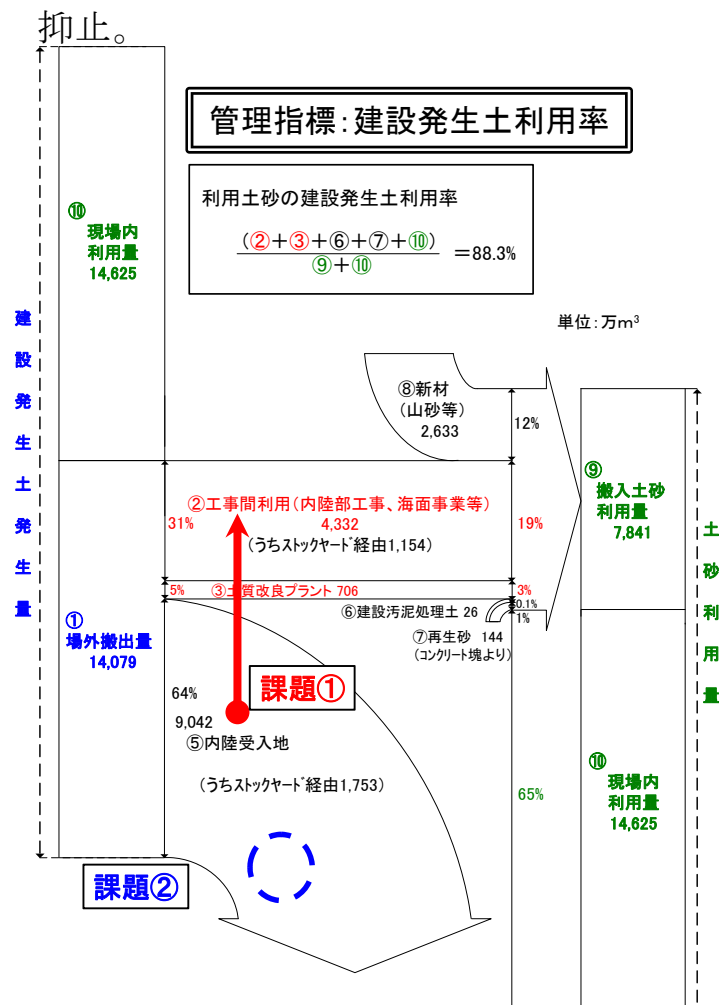 抑止。
管理指標：建設発生土利用率
利用土砂の建設発生土利用率
(②+③+⑥+⑦+⑩)
⑨+⑩
=88.3%
単位：万m³
建設発生土発生量
⑩
現場内
利用量
14,625
⑧新材
(山砂等)
2,633
12%
②工事間利用(内陸部工事、海面事業等)
31%
4,332
19%
(うちストックヤード経由1,154)
⑨
搬入土砂
利用量
7,841
5%
③土質改良プラント 706
3%
⑥建設汚泥処理土 26
0.1%
⑦再生砂 144
1%
(コンクリート塊より)
①
場外搬出量
14,079
64%
課題①
9,042
⑤内陸受入地
(うちストックヤード経由1,753)
65%
⑩
現場内
利用量
14,625
土砂利用量
課題②